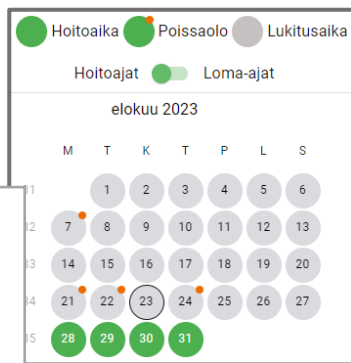 Hoitoaika Poissaolo Lukitusaika
Hoitoajat Loma-ajat
elokuu 2023
M T K T P L S
1 2 3 4 5 6
7 8 9 10 11 12 13
14 15 16 17 18 19 20
21 22 23 24 25 26 27
28 29 30 31